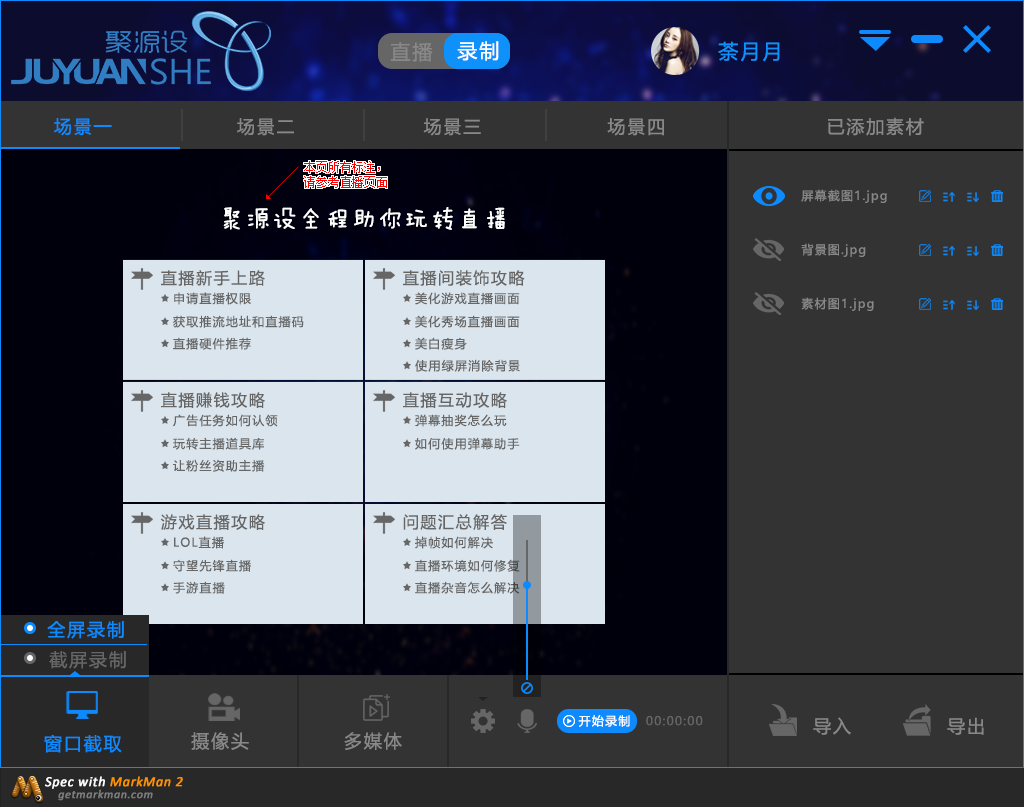 聚源设
JUYUANSHE
直播 录制
茶月月
场景一 场景二 场景三 场景四 已添加素材
本页所有标注,
请参考直播页面
聚源设全程助你玩转直播
屏幕截图1.jpg
背景图.jpg
素材图1.jpg
直播新手上路
★申请直播权限
★获取推流地址和直播码
★直播硬件推荐
直播间装饰攻略
★美化游戏直播画面
★美化秀场直播画面
★美白瘦身
★使用绿屏消除背景
直播赚钱攻略
★广告任务如何认领
★玩转主播道具库
★让粉丝资助主播
直播互动攻略
★弹幕抽奖怎么玩
★如何使用弹幕助手
游戏直播攻略
★LOL直播
★守望先锋直播
★手游直播
问题汇总解答
★掉帧如何解决
★直播环境如何修复
★直播杂音怎么解决
全屏录制
截屏录制
窗口截取 摄像头 多媒体 开始录制 00:00:00 导入 导出
Spec with MarkMan 2
getmarkman.com